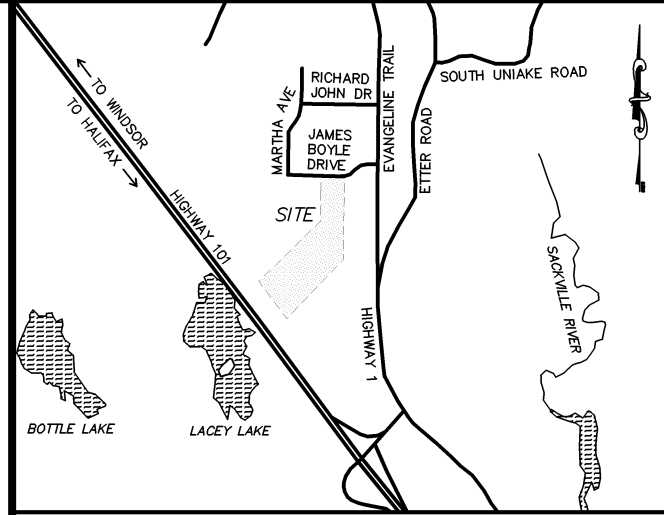 RICHARD
JOHN DR
MARTHA AVE
JAMES
BOYLE
DRIVE
EVANGELINE TRAIL
ETTER ROAD
SOUTH UNIAKE ROAD
← TO WINDSOR
TO HALIFAX →
HIGHWAY 101
SITE
HIGHWAY 1
SACKVILLE RIVER
BOTTLE LAKE
LACEY LAKE